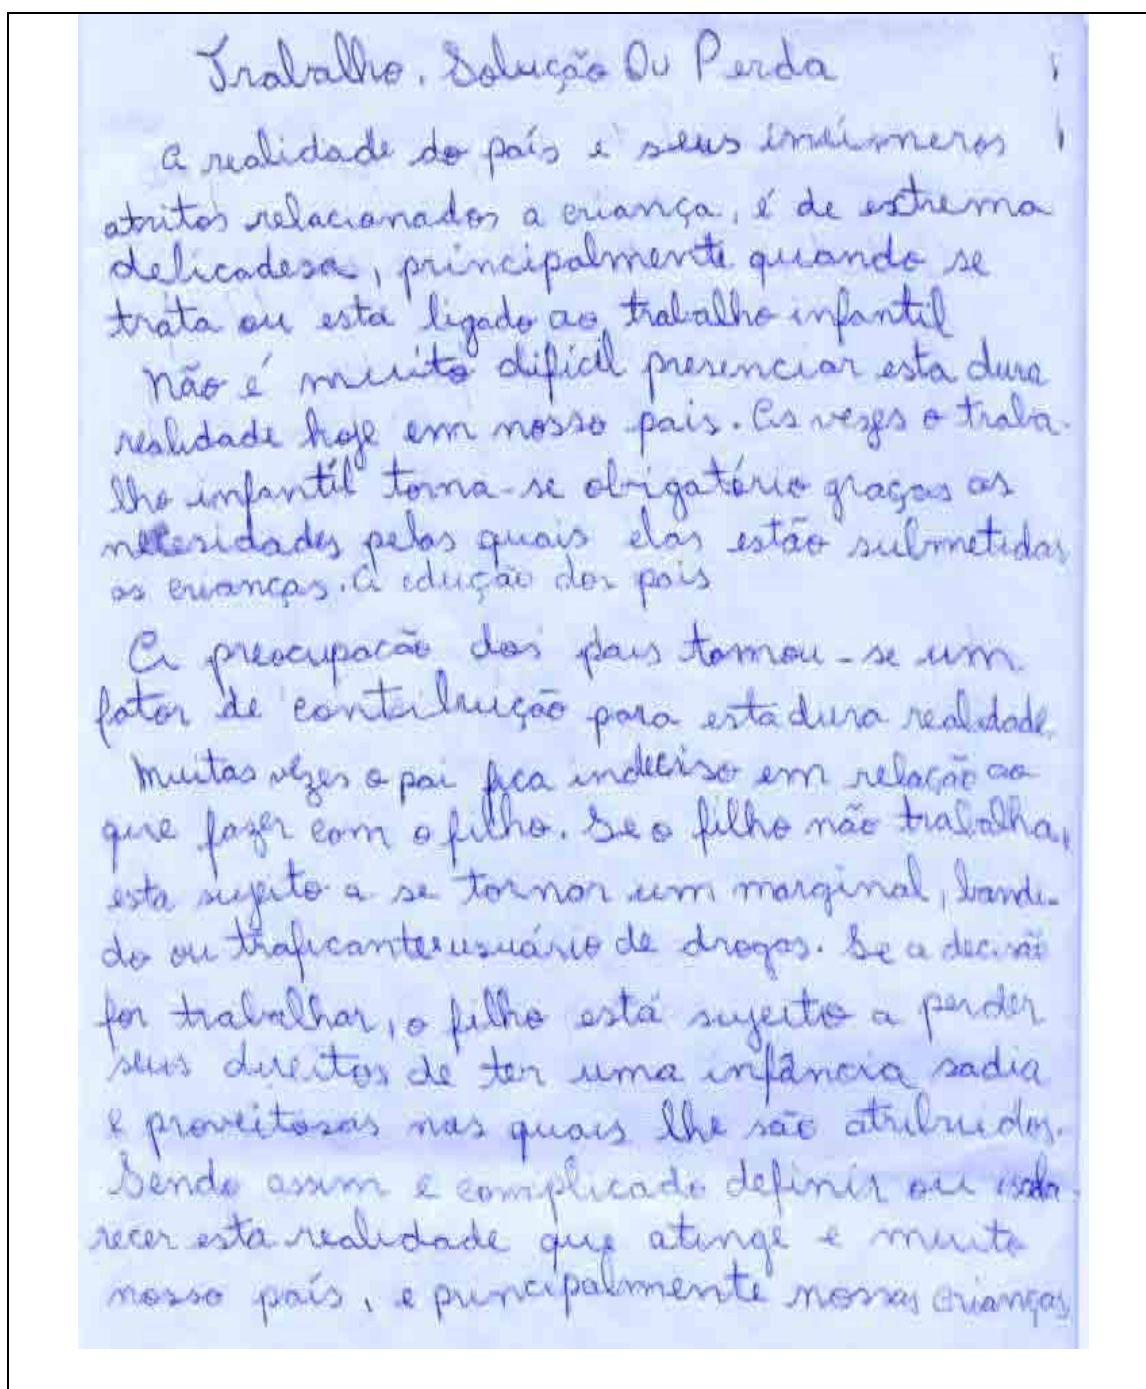 Trabalho, Solução Ou Perda
A realidade do país e seus inúmeros
atritos relacionados a criança, é de extrema
delicadesa, principalmente quando se
trata ou está ligado ao trabalho infantil
Não é muito difícil presenciar esta dura
realidade hoje em nosso país. As vezes o traba-
lho infantil torna-se obrigatório graças as
necesidades pelas quais elas estão submetidas
as crianças. A edução dos pais
A preocupação dos pais tornou-se um
fator de contribuição para esta dura realidade.
Muitas vezes o pai fica indeciso em relação ao
que fazer com o filho. Se o filho não trabalha,
esta sujeito a se tornar um marginal, bandi-
do ou traficante usuário de drogas. Se a decisão
for trabalhar, o filho está sujeito a perder
seus direitos de ter uma infância sadia
e proveitosas nas quais lhe são atribuidos.
Sendo assim e complicado definir ou
recer esta realidade que atinge e muito
nosso país, e principalmente nossas crianças